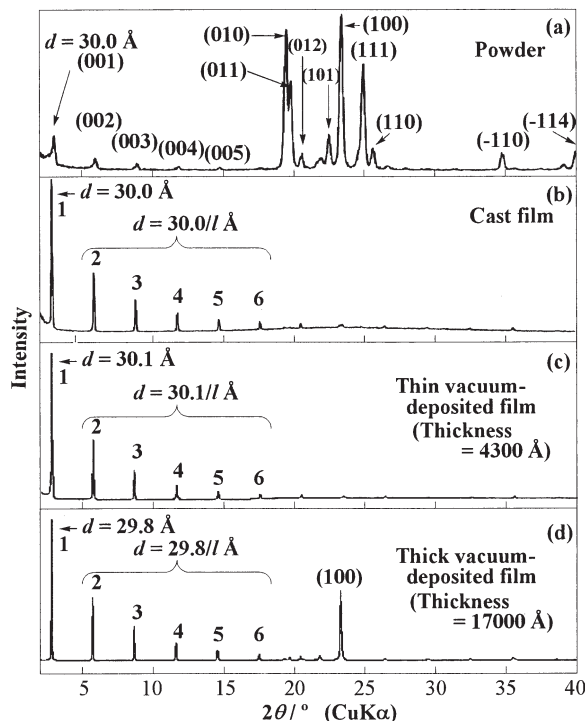 (a)
Powder
d = 30.0 Å
(001)
(002)
(003)
(004)
(005)
(010)
(011)
(012)
(101)
(100)
(111)
(110)
(-110)
(-114)
(b)
Cast film
d = 30.0 Å
1
d = 30.0/l Å
2
3
4
5
6
(c)
Thin vacuum-
deposited film
(Thickness
= 4300 Å)
d = 30.1 Å
1
d = 30.1/l Å
2
3
4
5
6
(d)
Thick vacuum-
deposited film
(Thickness
= 17000 Å)
d = 29.8 Å
1
d = 29.8/l Å
2
3
4
5
6
(100)
Intensity
5 10 15 20 25 30 35 40
2θ / ° (CuKα)